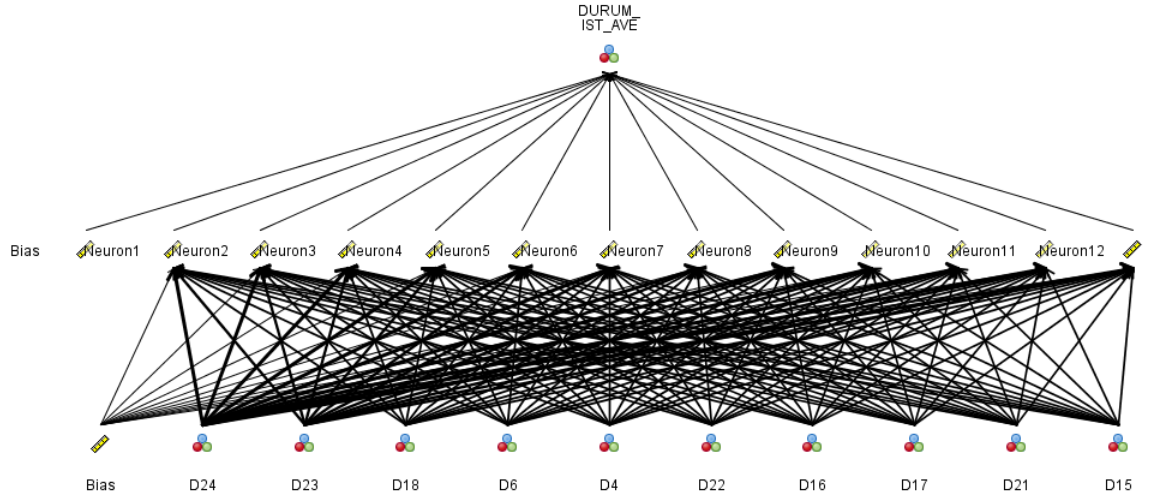 DURUM_
IST_AVE
Bias Neuron1 Neuron2 Neuron3 Neuron4 Neuron5 Neuron6 Neuron7 Neuron8 Neuron9 Neuron10 Neuron11 Neuron12
Bias D24 D23 D18 D6 D4 D22 D16 D17 D21 D15